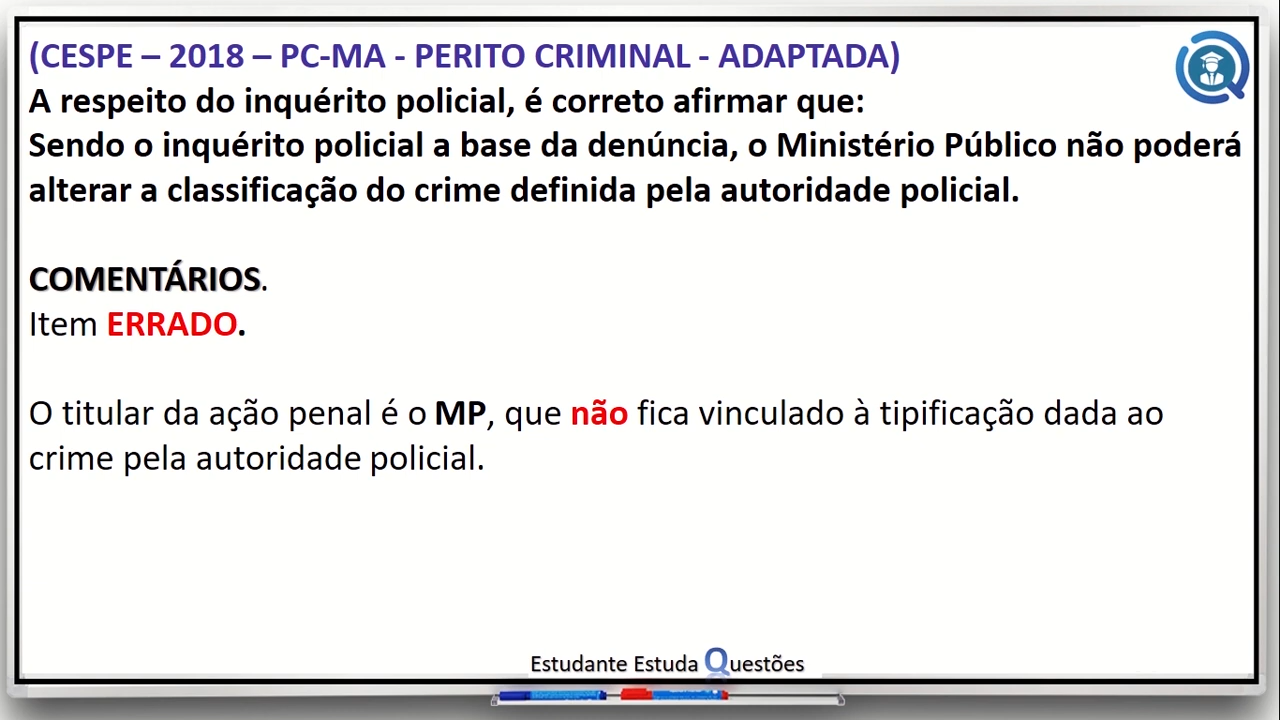 (CESPE – 2018 – PC-MA - PERITO CRIMINAL - ADAPTADA)
A respeito do inquérito policial, é correto afirmar que:
Sendo o inquérito policial a base da denúncia, o Ministério Público não poderá
alterar a classificação do crime definida pela autoridade policial.
COMENTÁRIOS.
Item ERRADO.
O titular da ação penal é o MP, que não fica vinculado à tipificação dada ao
crime pela autoridade policial.
Estudante Estuda Questões